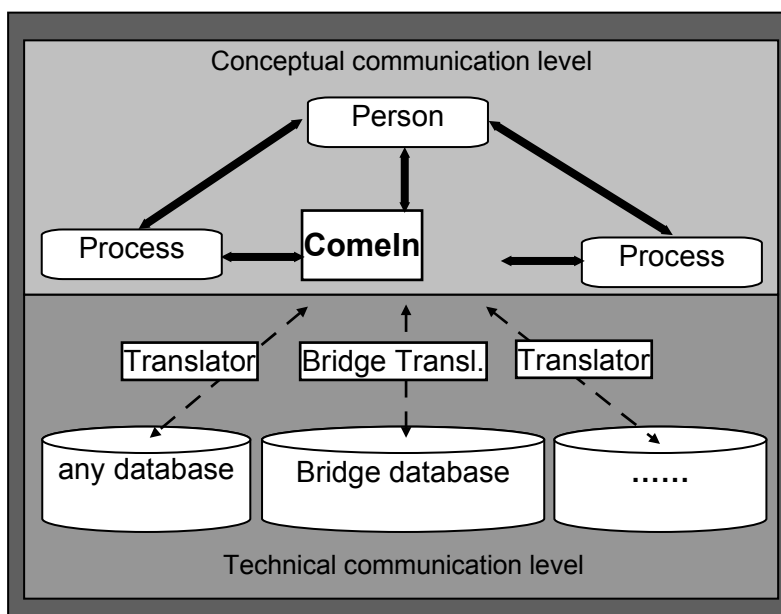 Conceptual communication level
Person
Process
ComeIn
Process
Translator
Bridge Transl.
Translator
any database
Bridge database
......
Technical communication level